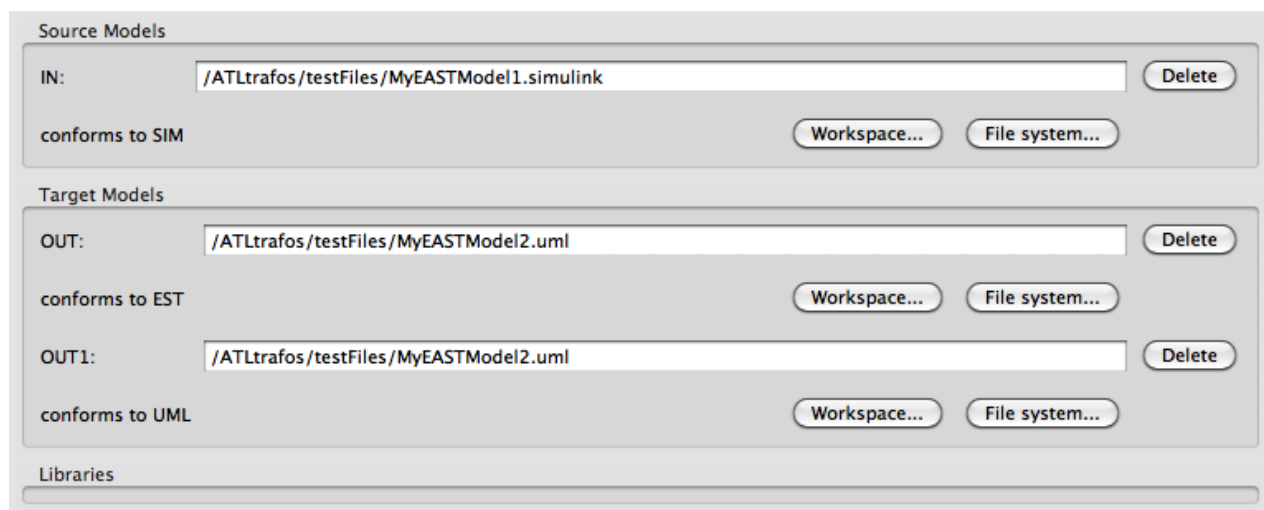 Source Models
IN: /ATLtrafos/testFiles/MyEASTModel1.simulink Delete
conforms to SIM Workspace... File system...
Target Models
OUT: /ATLtrafos/testFiles/MyEASTModel2.uml Delete
conforms to EST Workspace... File system...
OUT1: /ATLtrafos/testFiles/MyEASTModel2.uml Delete
conforms to UML Workspace... File system...
Libraries